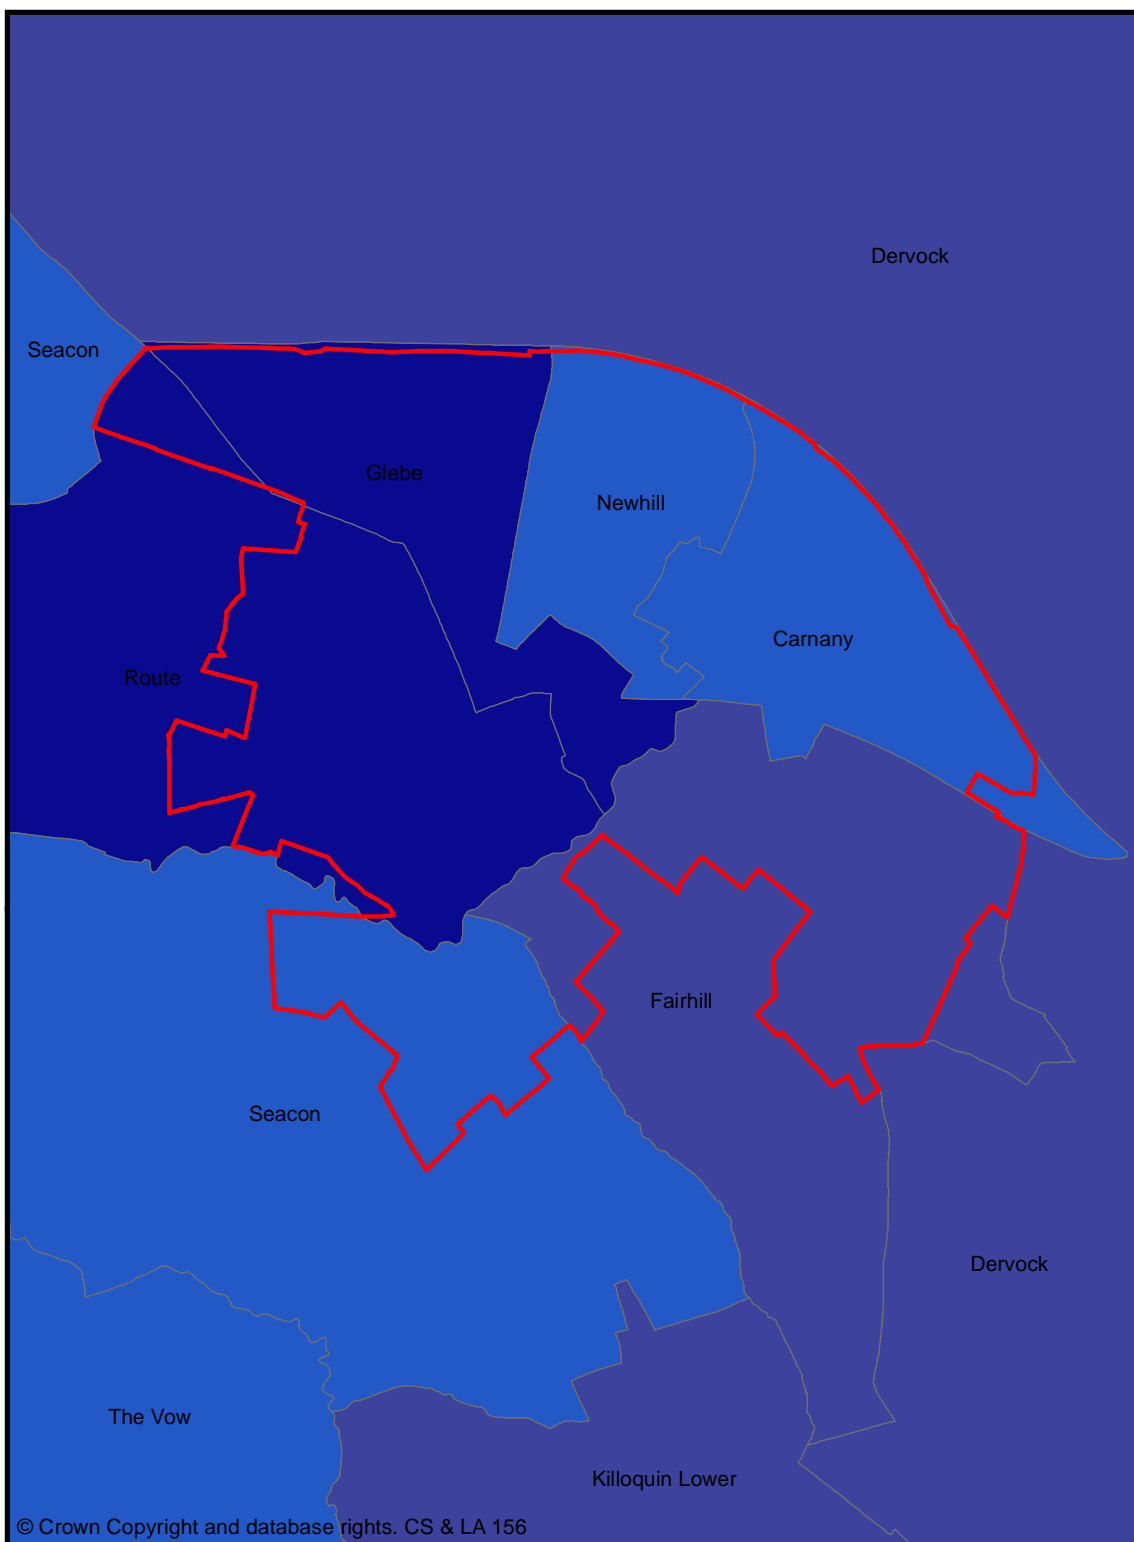 Dervock
Seacon
Glebe
Newhill
Carnany
Route
Fairhill
Seacon
Dervock
The Vow
Killoquin Lower
© Crown Copyright and database rights. CS & LA 156